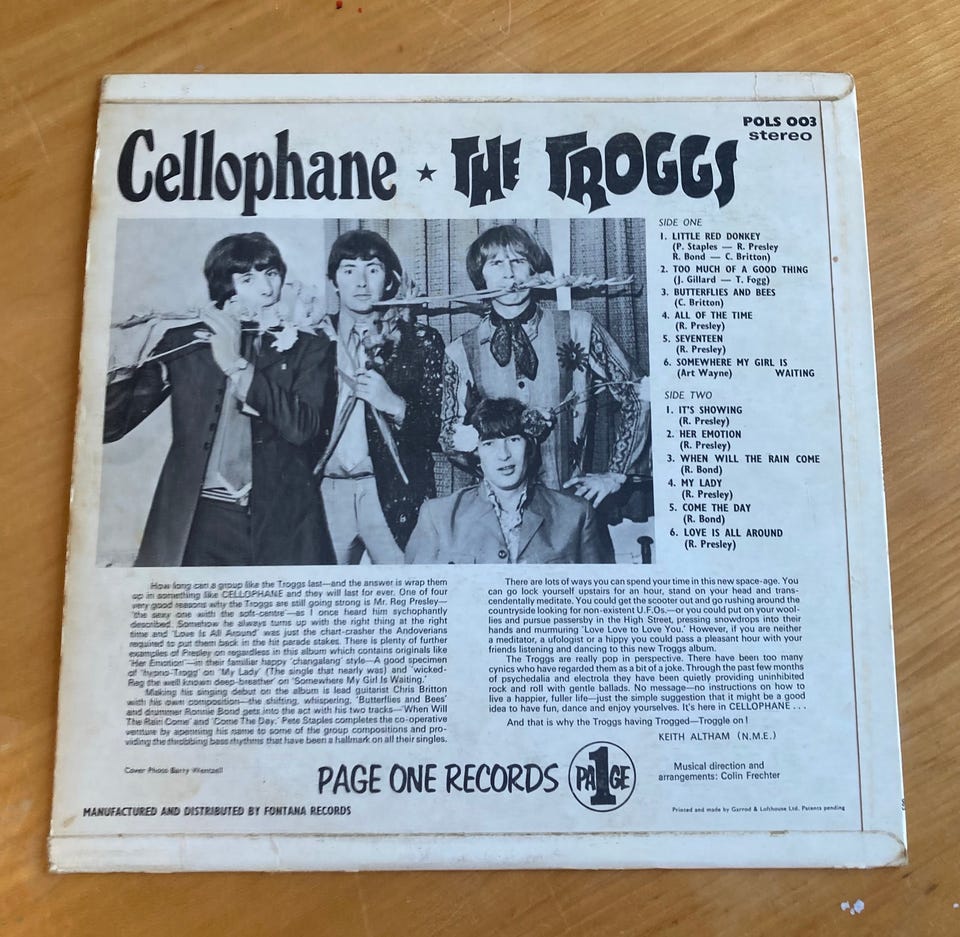 POLS 003
stereo
Cellophane ★ THE TROGGS
SIDE ONE
1. LITTLE RED DONKEY
(P. Staples — R. Presley
R. Bond — C. Britton)
2. TOO MUCH OF A GOOD THING
(J. Gillard — T. Fogg)
3. BUTTERFLIES AND BEES
(C. Britton)
4. ALL OF THE TIME
(R. Presley)
5. SEVENTEEN
(R. Presley)
6. SOMEWHERE MY GIRL IS
(Art Wayne) WAITING
SIDE TWO
1. IT'S SHOWING
(R. Presley)
2. HER EMOTION
(R. Presley)
3. WHEN WILL THE RAIN COME
(R. Bond)
4. MY LADY
(R. Presley)
5. COME THE DAY
(R. Bond)
6. LOVE IS ALL AROUND
(R. Presley)
How long can a group like the Troggs last—and the answer is wrap them
up in something like CELLOPHANE and they will last for ever. One of four
very good reasons why the Troggs are still going strong is Mr. Reg Presley—
'the sexy one with the soft-centre'—as I once heard him sychophantly
described. Somehow he always turns up with the right thing at the right
time and 'Love Is All Around' was just the chart-crasher the Andoverians
required to put them back in the hit parade stakes. There is plenty of further
examples of Presley on regardless in this album which contains originals like
'Her Emotion'—in their familiar happy 'changalang' style—A good specimen
of 'hypno-Trogg' on 'My Lady' (The single that nearly was) and 'wicked-
Reg the well known deep-breather' on 'Somewhere My Girl Is Waiting.'
Making his singing debut on the album is lead guitarist Chris Britton
with his own composition—the shifting, whispering, 'Butterflies and Bees'
and drummer Ronnie Bond gets into the act with his two tracks—'When Will
The Rain Come' and 'Come The Day.' Pete Staples completes the co-operative
venture by apenning his name to some of the group compositions and pro-
viding the throbbing bass rhythms that have been a hallmark on all their singles.
There are lots of ways you can spend your time in this new space-age. You
can go lock yourself upstairs for an hour, stand on your head and trans-
cendentally meditate. You could get the scooter out and go rushing around the
countryside looking for non-existent U.F.Os.—or you could put on your wool-
lies and pursue passersby in the High Street, pressing snowdrops into their
hands and murmuring 'Love Love to Love You.' However, if you are neither
a meditator, a ufologist or a hippy you could pass a pleasant hour with your
friends listening and dancing to this new Troggs album.
The Troggs are really pop in perspective. There have been too many
cynics who have regarded them as a bit of a joke. Through the past few months
of psychedelia and electrola they have been quietly providing uninhibited
rock and roll with gentle ballads. No message—no instructions on how to
live a happier, fuller life—just the simple suggestion that it might be a good
idea to have fun, dance and enjoy yourselves. It's here in CELLOPHANE . . .
And that is why the Troggs having Trogged—Troggle on!
KEITH ALTHAM (N.M.E.)
Cover Photo Barry Wentzell
PAGE ONE RECORDS
PAGE 1
Musical direction and
arrangements: Colin Frechter
MANUFACTURED AND DISTRIBUTED BY FONTANA RECORDS
Printed and made by Garrod & Lofthouse Ltd. Patents pending